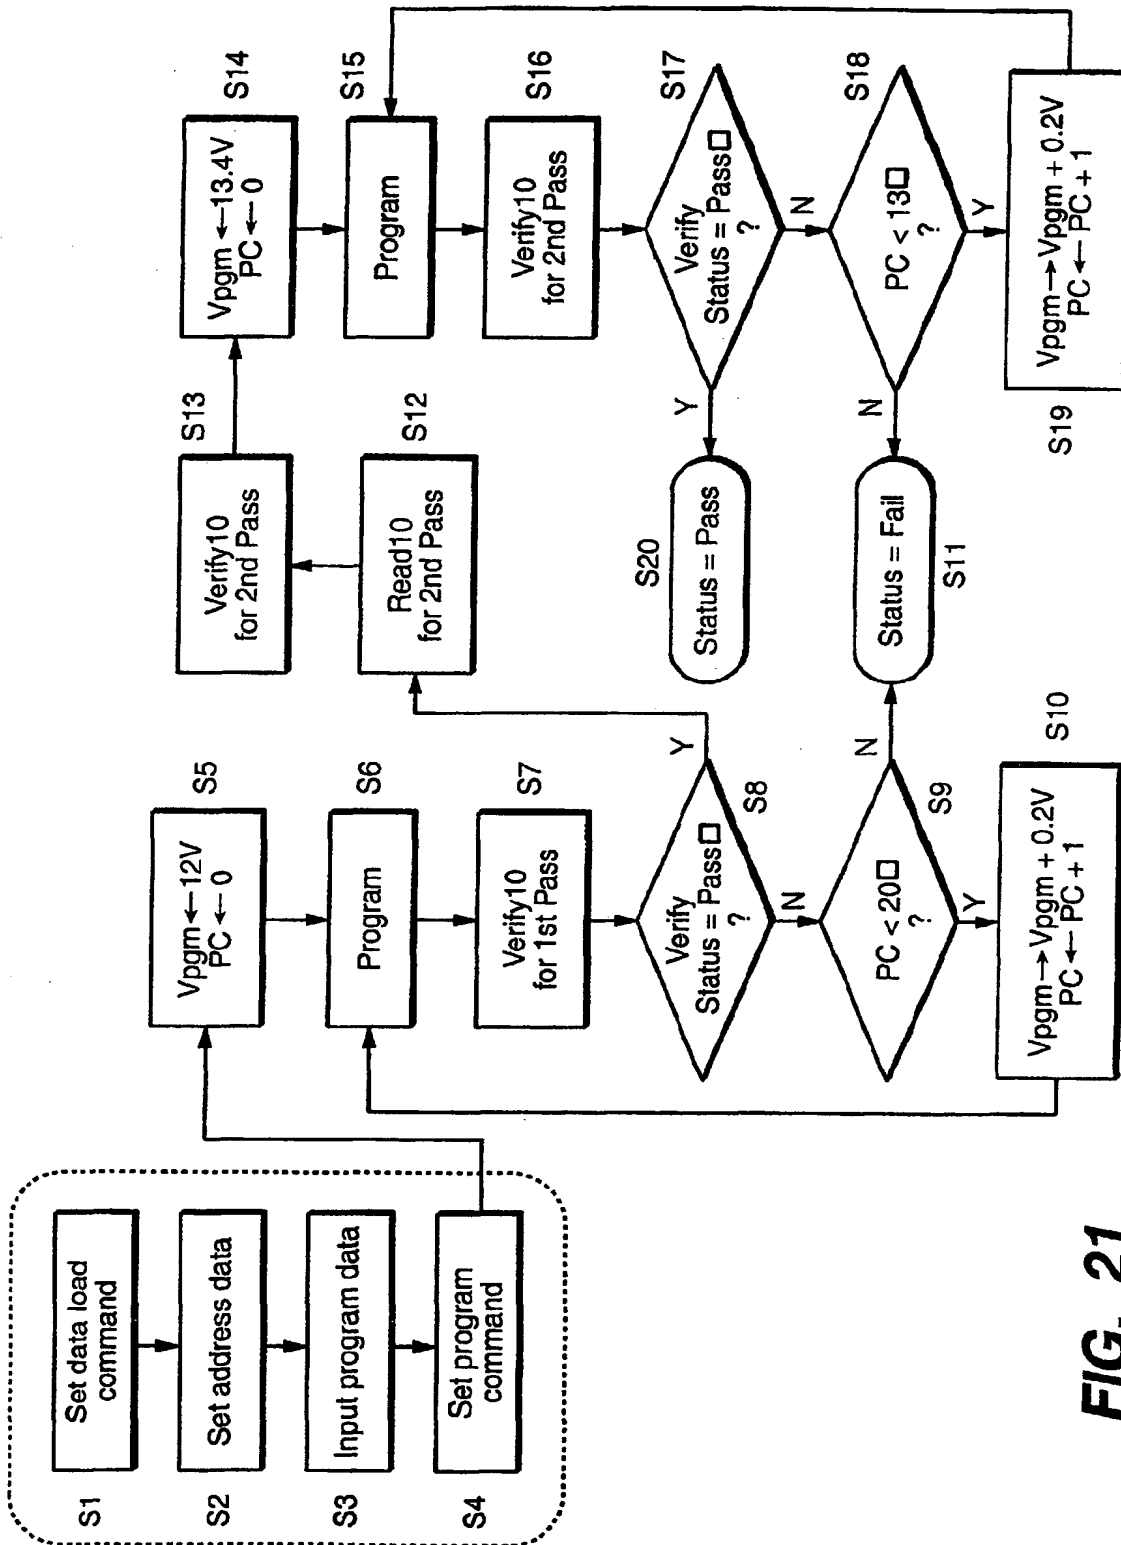 S1
Set data load
command
S2
Set address data
S3
Input program data
S4
Set program
command
S5
Vpgm ← 12V
PC ← 0
S6
Program
S7
Verify10
for 1st Pass
S8
Verify
Status = Pass□
?
Y
N
S9
PC < 20□
?
N
Y
S10
Vpgm → Vpgm + 0.2V
PC ← PC + 1
S11
Status = Fail
S12
Read10
for 2nd Pass
S13
Verify10
for 2nd Pass
S14
Vpgm ← 13.4V
PC ← 0
S15
Program
S16
Verify10
for 2nd Pass
S17
Verify
Status = Pass□
?
Y
N
S18
PC < 13□
?
N
Y
S19
Vpgm → Vpgm + 0.2V
PC ← PC + 1
S20
Status = Pass
FIG._21